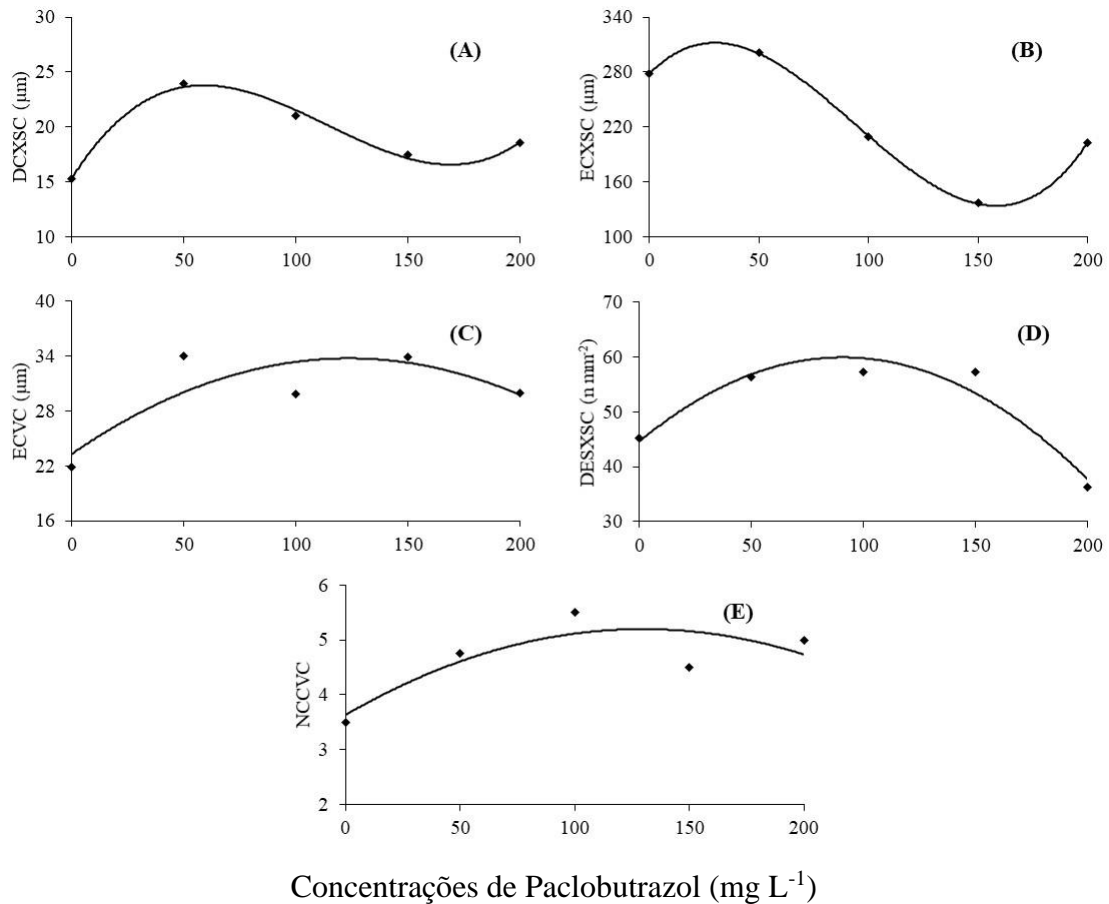 30
25
20
15
10
DCXSC (µm)
(A)
0 50 100 150 200
340
280
220
160
100
ECXSC (µm)
(B)
0 50 100 150 200
40
34
28
22
16
ECVC (µm)
(C)
0 50 100 150 200
70
60
50
40
30
DESXSC (n mm⁻²)
(D)
0 50 100 150 200
6
5
4
3
2
NCCVC
(E)
0 50 100 150 200
Concentrações de Paclobutrazol (mg L⁻¹)